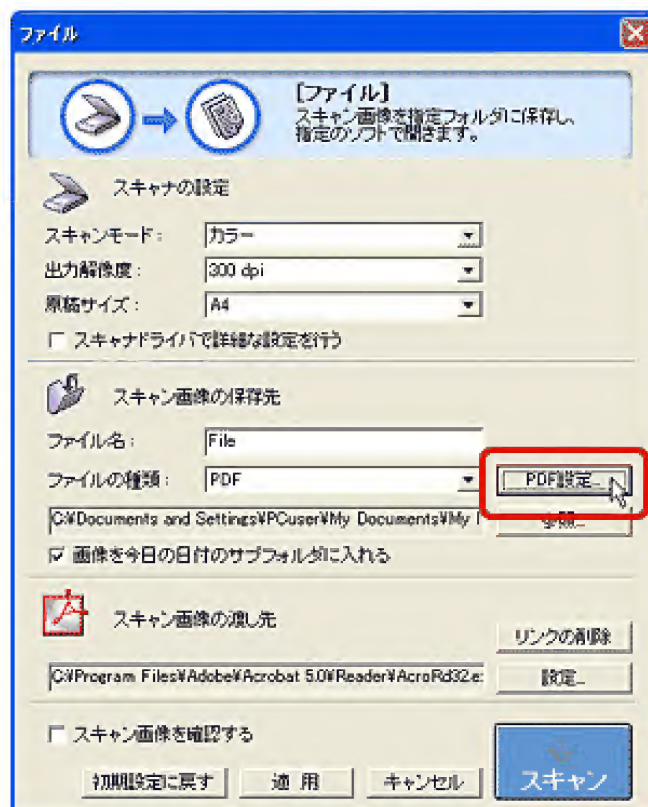 ファイル
[ファイル]
スキャン画像を指定フォルダに保存し、
指定のソフトで開きます。
スキャナの設定
スキャンモード： カラー
出力解像度： 300 dpi
原稿サイズ： A4
スキャナドライバで詳細な設定を行う
スキャン画像の保存先
ファイル名： File
ファイルの種類： PDF PDF設定...
C:¥Documents and Settings¥PCuser¥My Documents¥My 参照...
画像を今日の日付のサブフォルダに入れる
スキャン画像の渡し先
リンクの削除
C:¥Program Files¥Adobe¥Acrobat 5.0¥Reader¥AcroRd32.e 設定...
スキャン画像を確認する
初期設定に戻す 適用 キャンセル スキャン